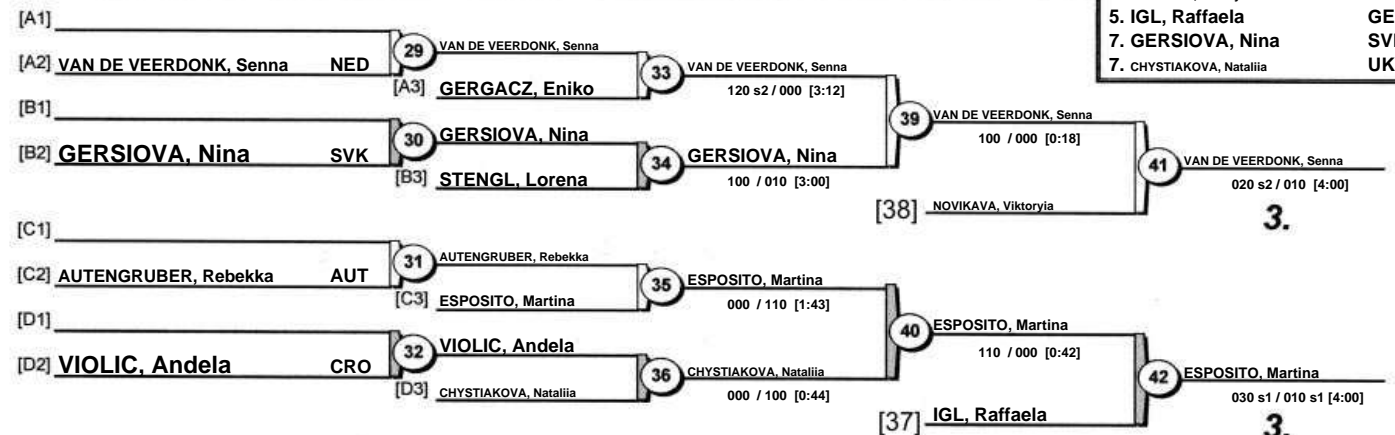 5. IGL, Raffaela GE
7. GERSIOVA, Nina SV
7. CHYSTIAKOVA, Nataliia UK
[A1]
[A2] VAN DE VEERDONK, Senna NED
29
VAN DE VEERDONK, Senna
[A3] GERGACZ, Eniko
33
VAN DE VEERDONK, Senna
120 s2 / 000 [3:12]
[B1]
[B2] GERSIOVA, Nina SVK
30
GERSIOVA, Nina
[B3] STENGL, Lorena
34
GERSIOVA, Nina
100 / 010 [3:00]
39
VAN DE VEERDONK, Senna
100 / 000 [0:18]
[38] NOVIKAVA, Viktoryia
41
VAN DE VEERDONK, Senna
020 s2 / 010 [4:00]
3.
[C1]
[C2] AUTENGRUBER, Rebekka AUT
31
AUTENGRUBER, Rebekka
[C3] ESPOSITO, Martina
35
ESPOSITO, Martina
000 / 110 [1:43]
[D1]
[D2] VIOLIC, Andela CRO
32
VIOLIC, Andela
[D3] CHYSTIAKOVA, Nataliia
36
CHYSTIAKOVA, Nataliia
000 / 100 [0:44]
40
ESPOSITO, Martina
110 / 000 [0:42]
[37] IGL, Raffaela
42
ESPOSITO, Martina
030 s1 / 010 s1 [4:00]
3.